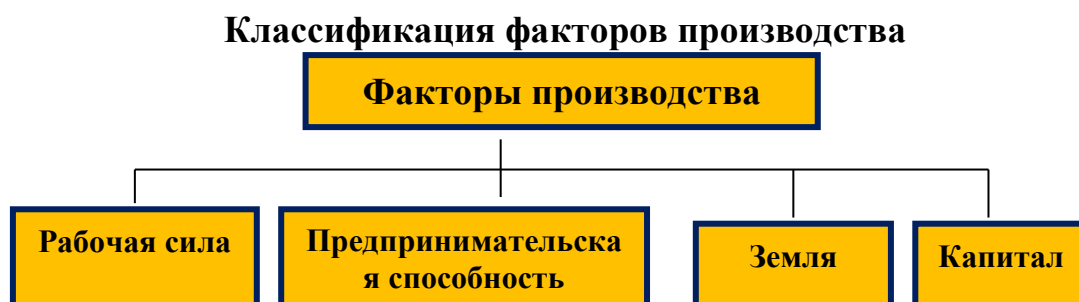 Классификация факторов производства
Факторы производства
Рабочая сила
Предпринимательска
я способность
Земля
Капитал